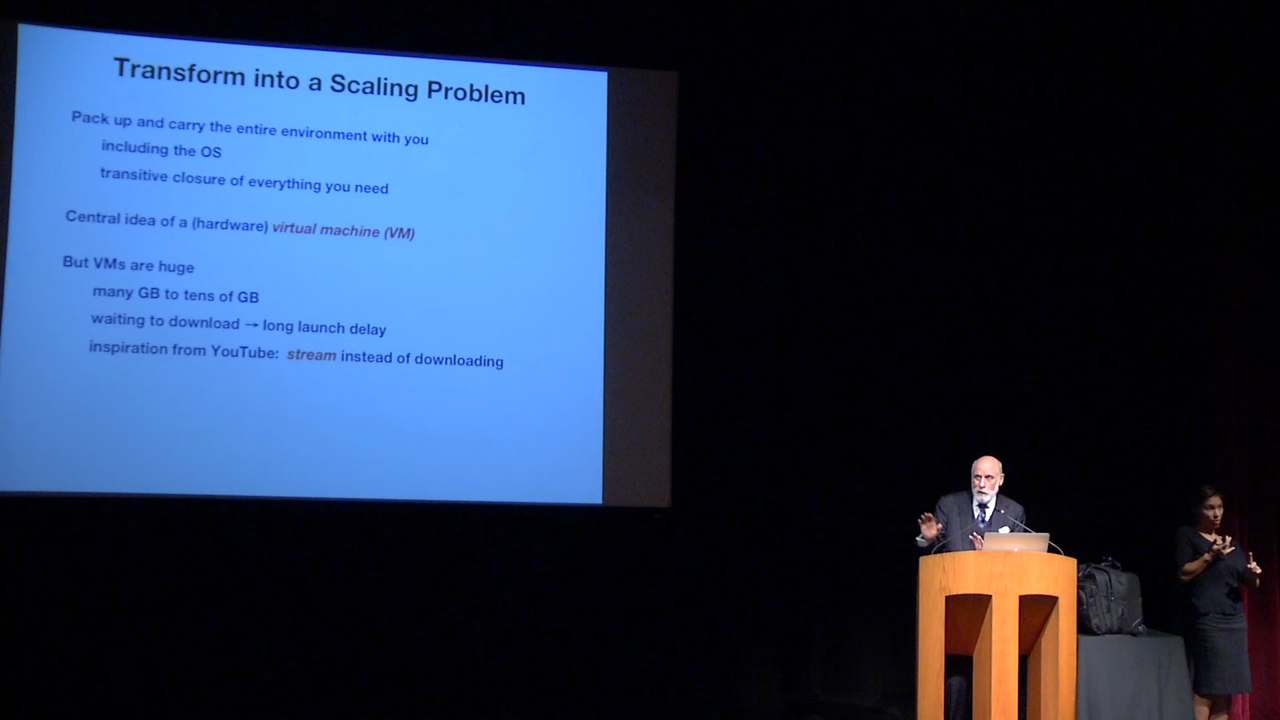 Transform into a Scaling Problem
Pack up and carry the entire environment with you
including the OS
transitive closure of everything you need
Central idea of a (hardware) virtual machine (VM)
But VMs are huge
many GB to tens of GB
waiting to download → long launch delay
inspiration from YouTube: stream instead of downloading